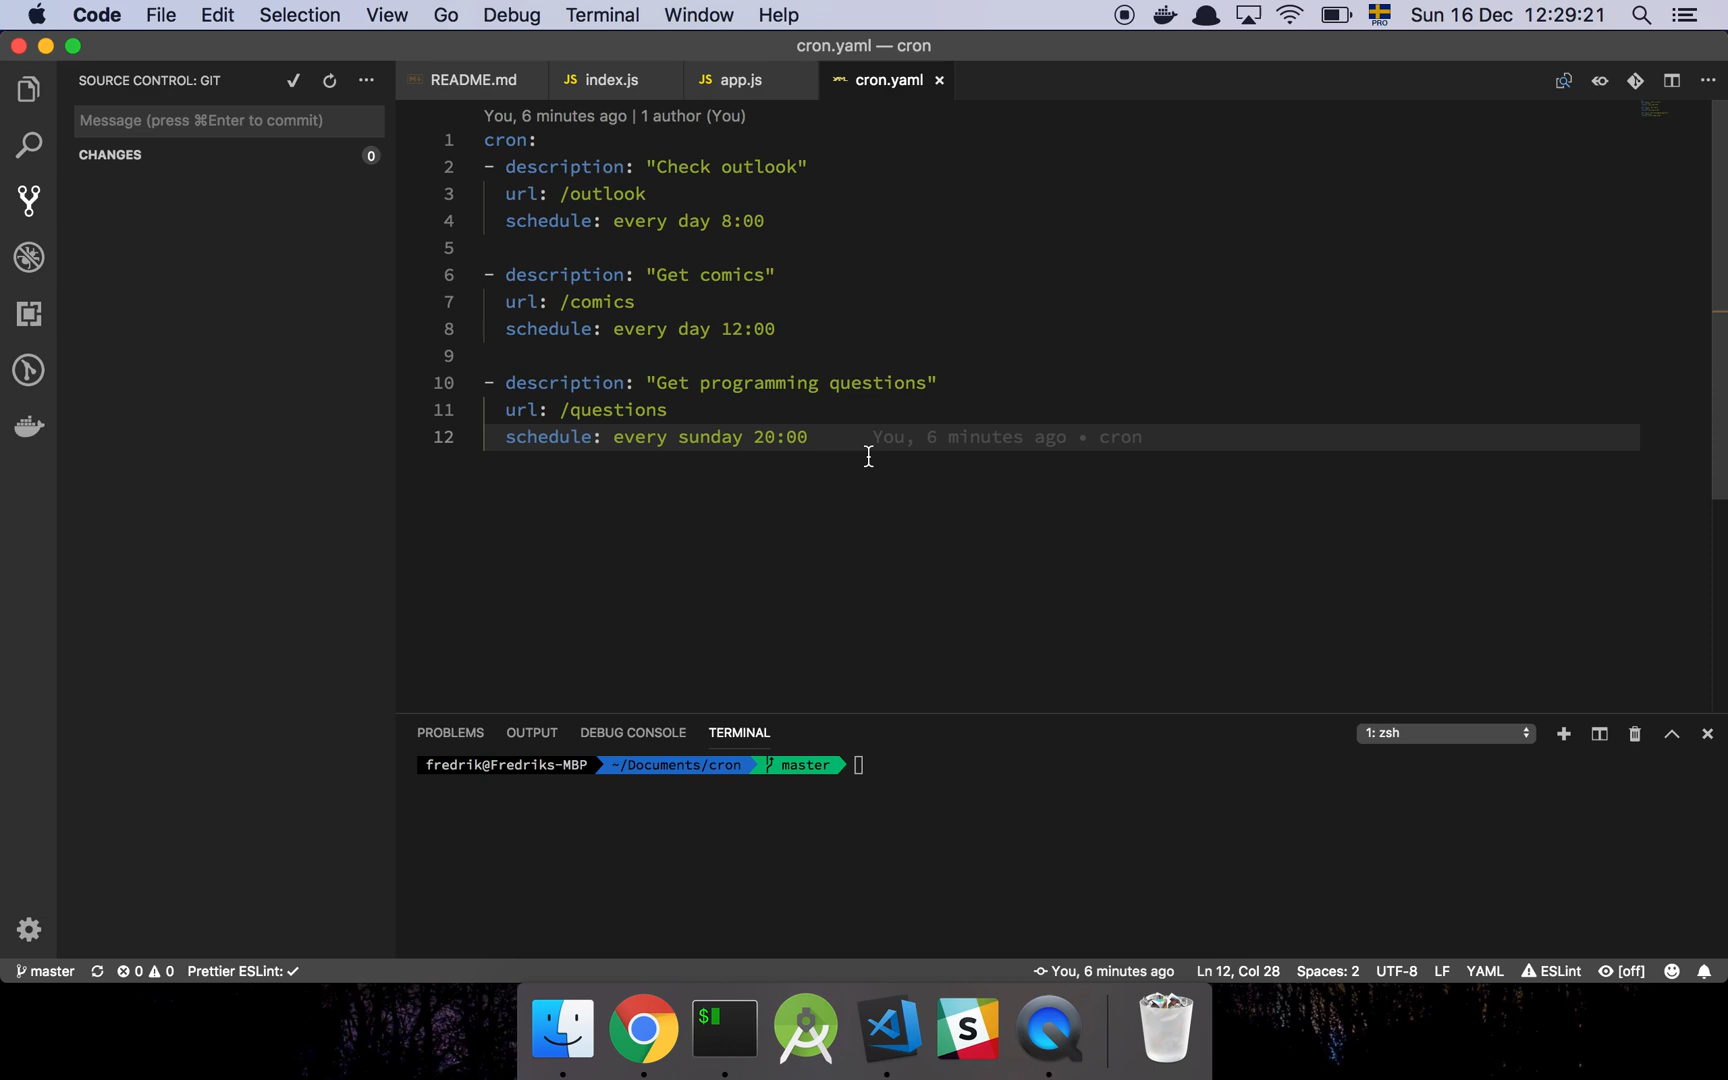 Code File Edit Selection View Go Debug Terminal Window Help PRO Sun 16 Dec 12:29:21
cron.yaml — cron
SOURCE CONTROL: GIT
Message (press ⌘Enter to commit)
CHANGES 0
README.md JS index.js JS app.js cron.yaml ×
You, 6 minutes ago | 1 author (You)
1 cron:
2 - description: "Check outlook"
3 url: /outlook
4 schedule: every day 8:00
5
6 - description: "Get comics"
7 url: /comics
8 schedule: every day 12:00
9
10 - description: "Get programming questions"
11 url: /questions
12 schedule: every sunday 20:00 You, 6 minutes ago • cron
PROBLEMS OUTPUT DEBUG CONSOLE TERMINAL 1: zsh
fredrik@Fredriks-MBP ~/Documents/cron master
master 0 0 Prettier ESLint: ✓ You, 6 minutes ago Ln 12, Col 28 Spaces: 2 UTF-8 LF YAML ESLint [off]
$
S